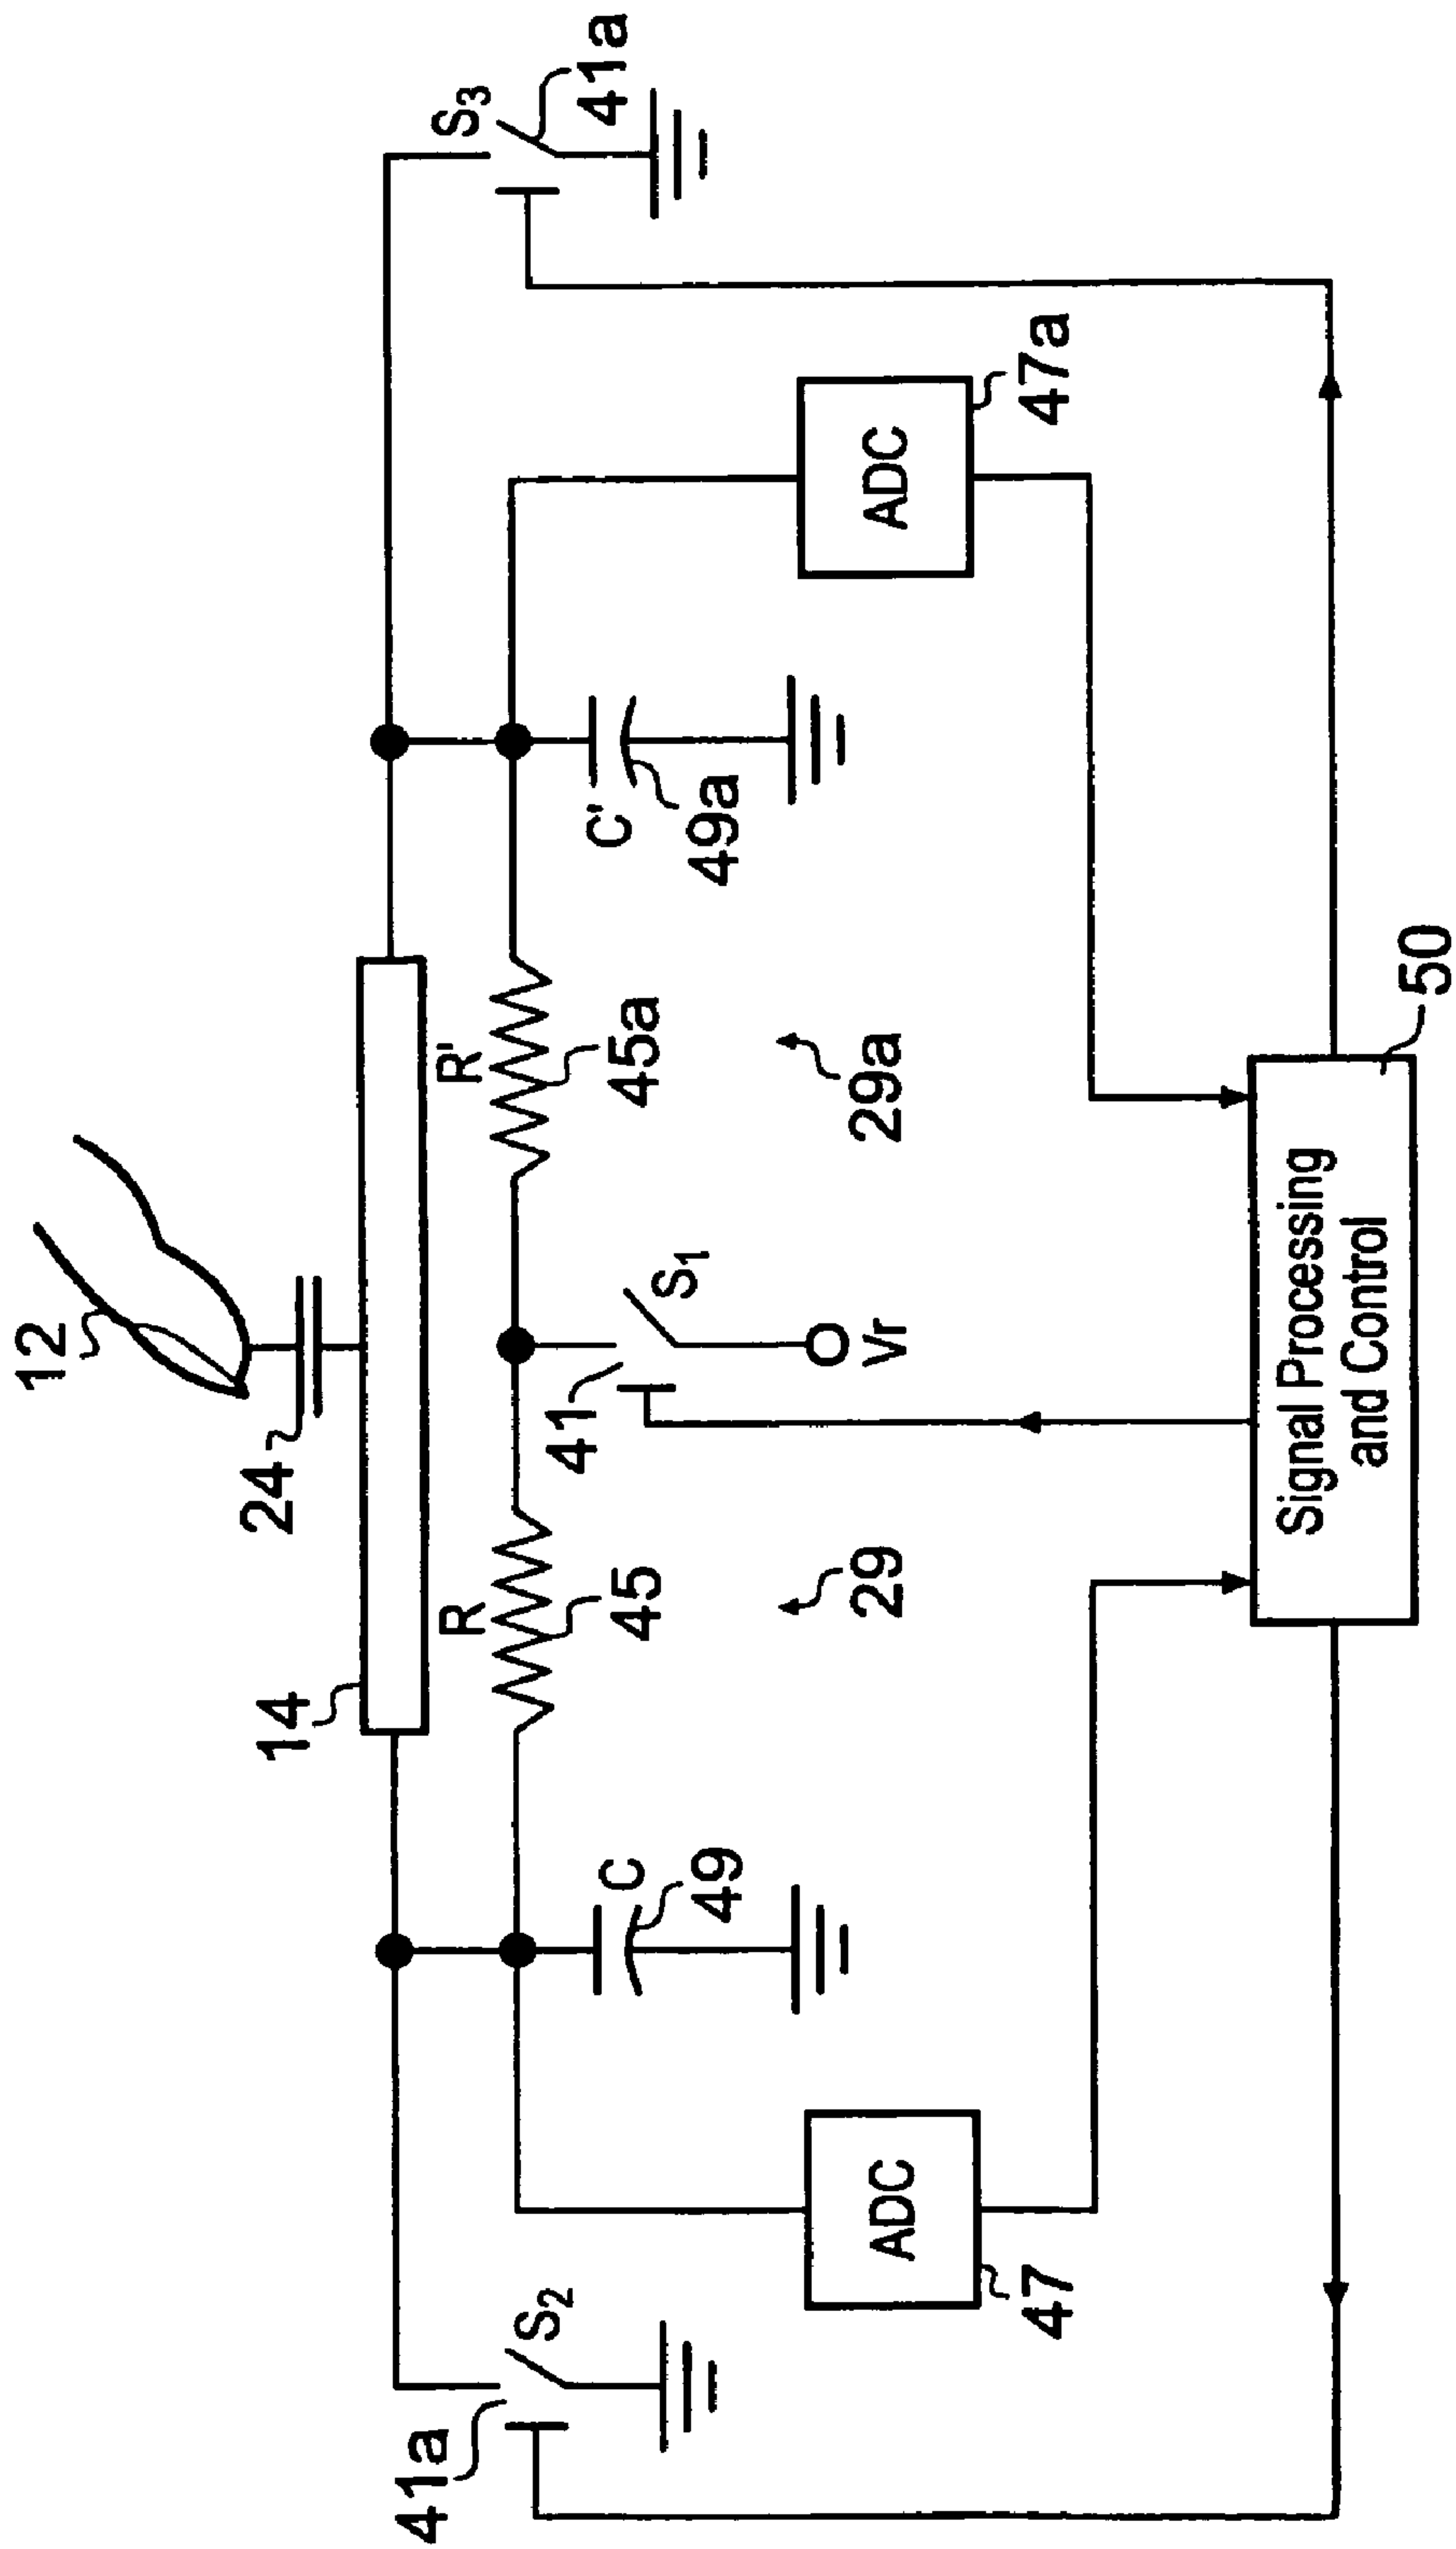 12
24
14
S₃
41a
R
45
R'
45a
C
49
C'
49a
41
S₁
Vr
29
29a
S₂
41a
ADC
47
ADC
47a
Signal Processing
and Control
50